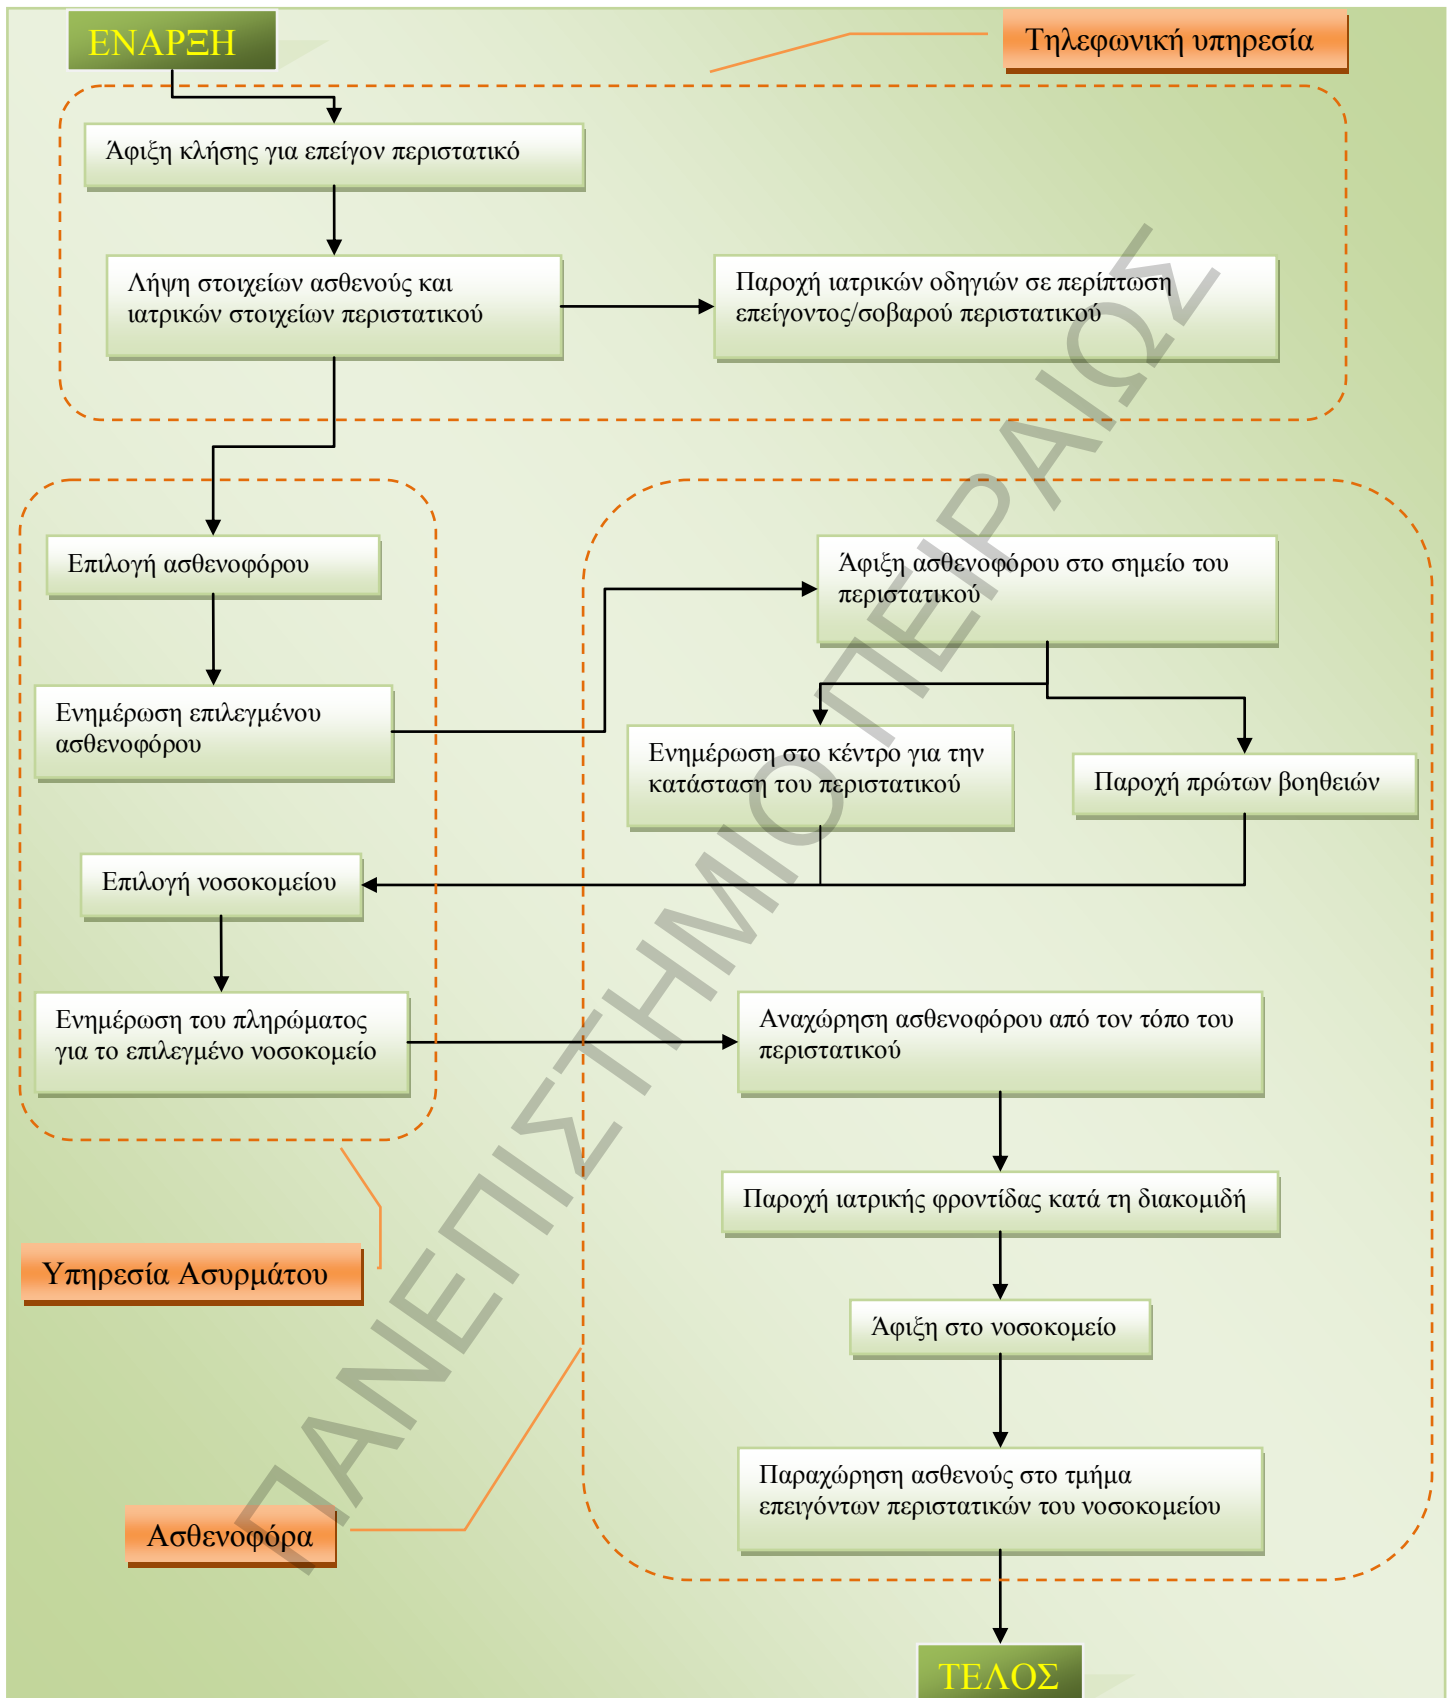 ΕΝΑΡΞΗ
Τηλεφωνική υπηρεσία
Άφιξη κλήσης για επείγον περιστατικό
Λήψη στοιχείων ασθενούς και
ιατρικών στοιχείων περιστατικού
Παροχή ιατρικών οδηγιών σε περίπτωση
επείγοντος/σοβαρού περιστατικού
Επιλογή ασθενοφόρου
Άφιξη ασθενοφόρου στο σημείο του
περιστατικού
Ενημέρωση επιλεγμένου
ασθενοφόρου
Ενημέρωση στο κέντρο για την
κατάσταση του περιστατικού
Παροχή πρώτων βοηθειών
Επιλογή νοσοκομείου
Ενημέρωση του πληρώματος
για το επιλεγμένο νοσοκομείο
Αναχώρηση ασθενοφόρου από τον τόπο του
περιστατικού
Παροχή ιατρικής φροντίδας κατά τη διακομιδή
Υπηρεσία Ασυρμάτου
Άφιξη στο νοσοκομείο
Παραχώρηση ασθενούς στο τμήμα
επειγόντων περιστατικών του νοσοκομείου
Ασθενοφόρα
ΤΕΛΟΣ
ΠΑΝΕΠΙΣΤΗΜΙΟ ΠΕΙΡΑΙΩΣ